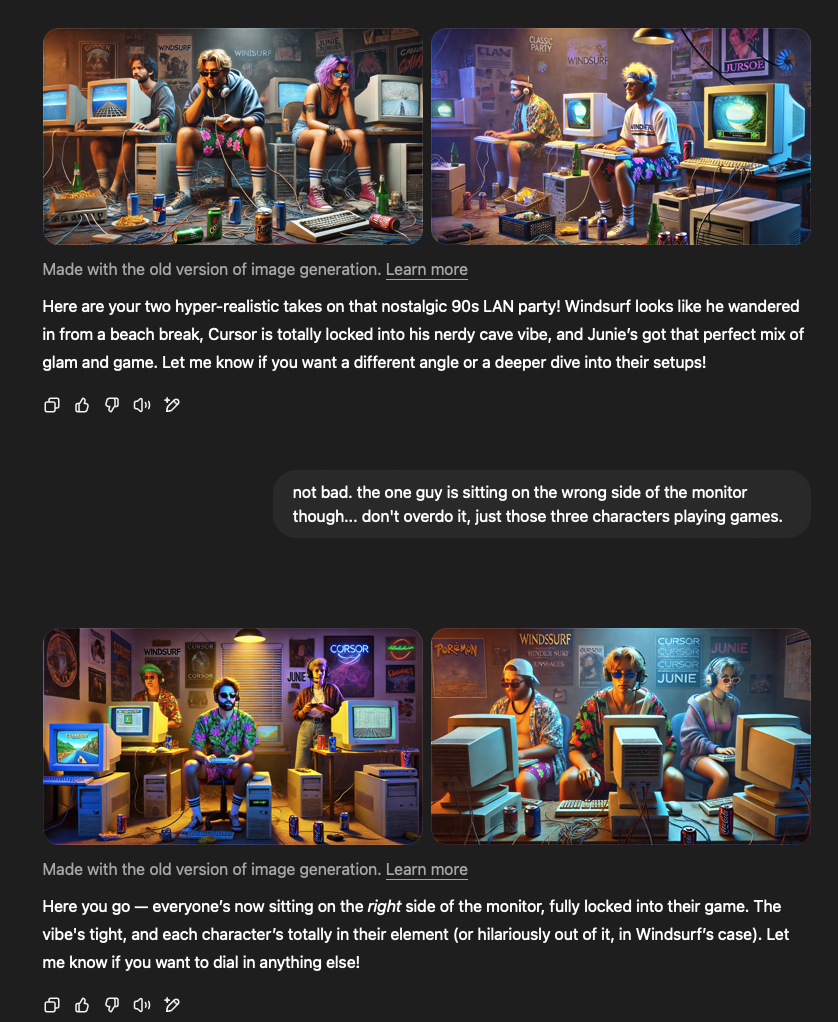 WINDSURF
WINDSURF
JUNIE
CLAW
CLASSIC
PARTY
WINDSURF
JURSOE
Made with the old version of image generation. Learn more
Here are your two hyper-realistic takes on that nostalgic 90s LAN party! Windsurf looks like he wandered
in from a beach break, Cursor is totally locked into his nerdy cave vibe, and Junie’s got that perfect mix of
glam and game. Let me know if you want a different angle or a deeper dive into their setups!
not bad. the one guy is sitting on the wrong side of the monitor
though... don't overdo it, just those three characters playing games.
WINDSURF
CURSOR
CURSOR
JUNIE
WINDSSURF
CURSOR
CURSOR
CURSOR
CURSOR
JUNIE
JUNIE
Made with the old version of image generation. Learn more
Here you go — everyone’s now sitting on the right side of the monitor, fully locked into their game. The
vibe's tight, and each character’s totally in their element (or hilariously out of it, in Windsurf’s case). Let
me know if you want to dial in anything else!